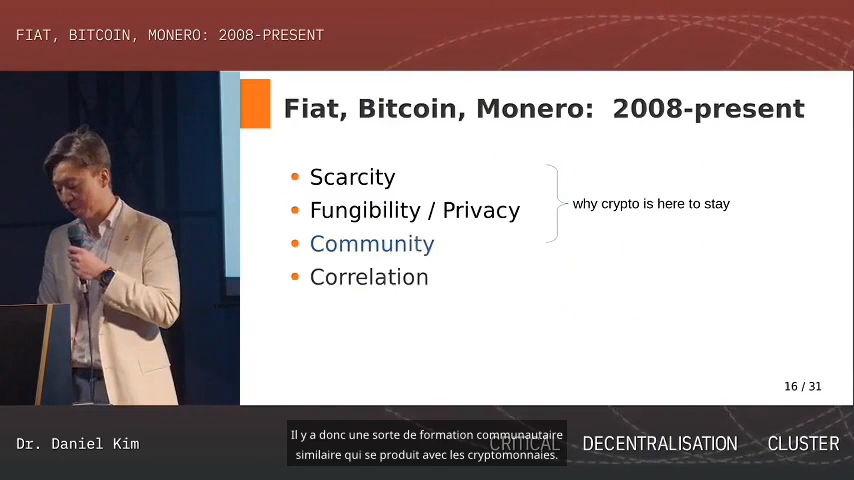 FIAT, BITCOIN, MONERO: 2008-PRESENT
Fiat, Bitcoin, Monero: 2008-present
Scarcity
Fungibility / Privacy
why crypto is here to stay
Community
Correlation
16 / 31
Dr. Daniel Kim
Il y a donc une sorte de formation communautaire
similaire qui se produit avec les cryptomonnaies.
CRITICAL DECENTRALISATION CLUSTER